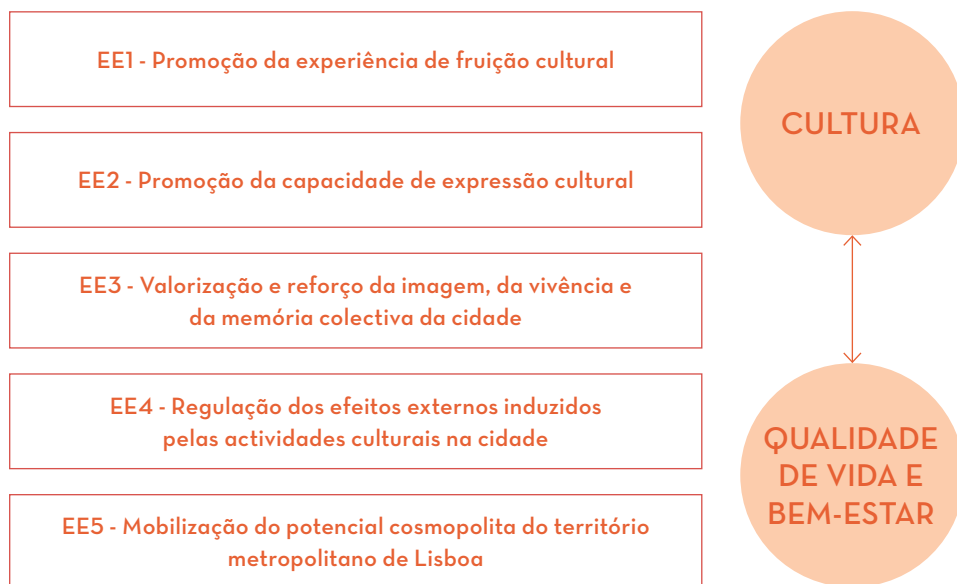 EE1 - Promoção da experiência de fruição cultural
EE2 - Promoção da capacidade de expressão cultural
EE3 - Valorização e reforço da imagem, da vivência e
da memória colectiva da cidade
EE4 - Regulação dos efeitos externos induzidos
pelas actividades culturais na cidade
EE5 - Mobilização do potencial cosmopolita do território
metropolitano de Lisboa
CULTURA
QUALIDADE
DE VIDA E
BEM-ESTAR